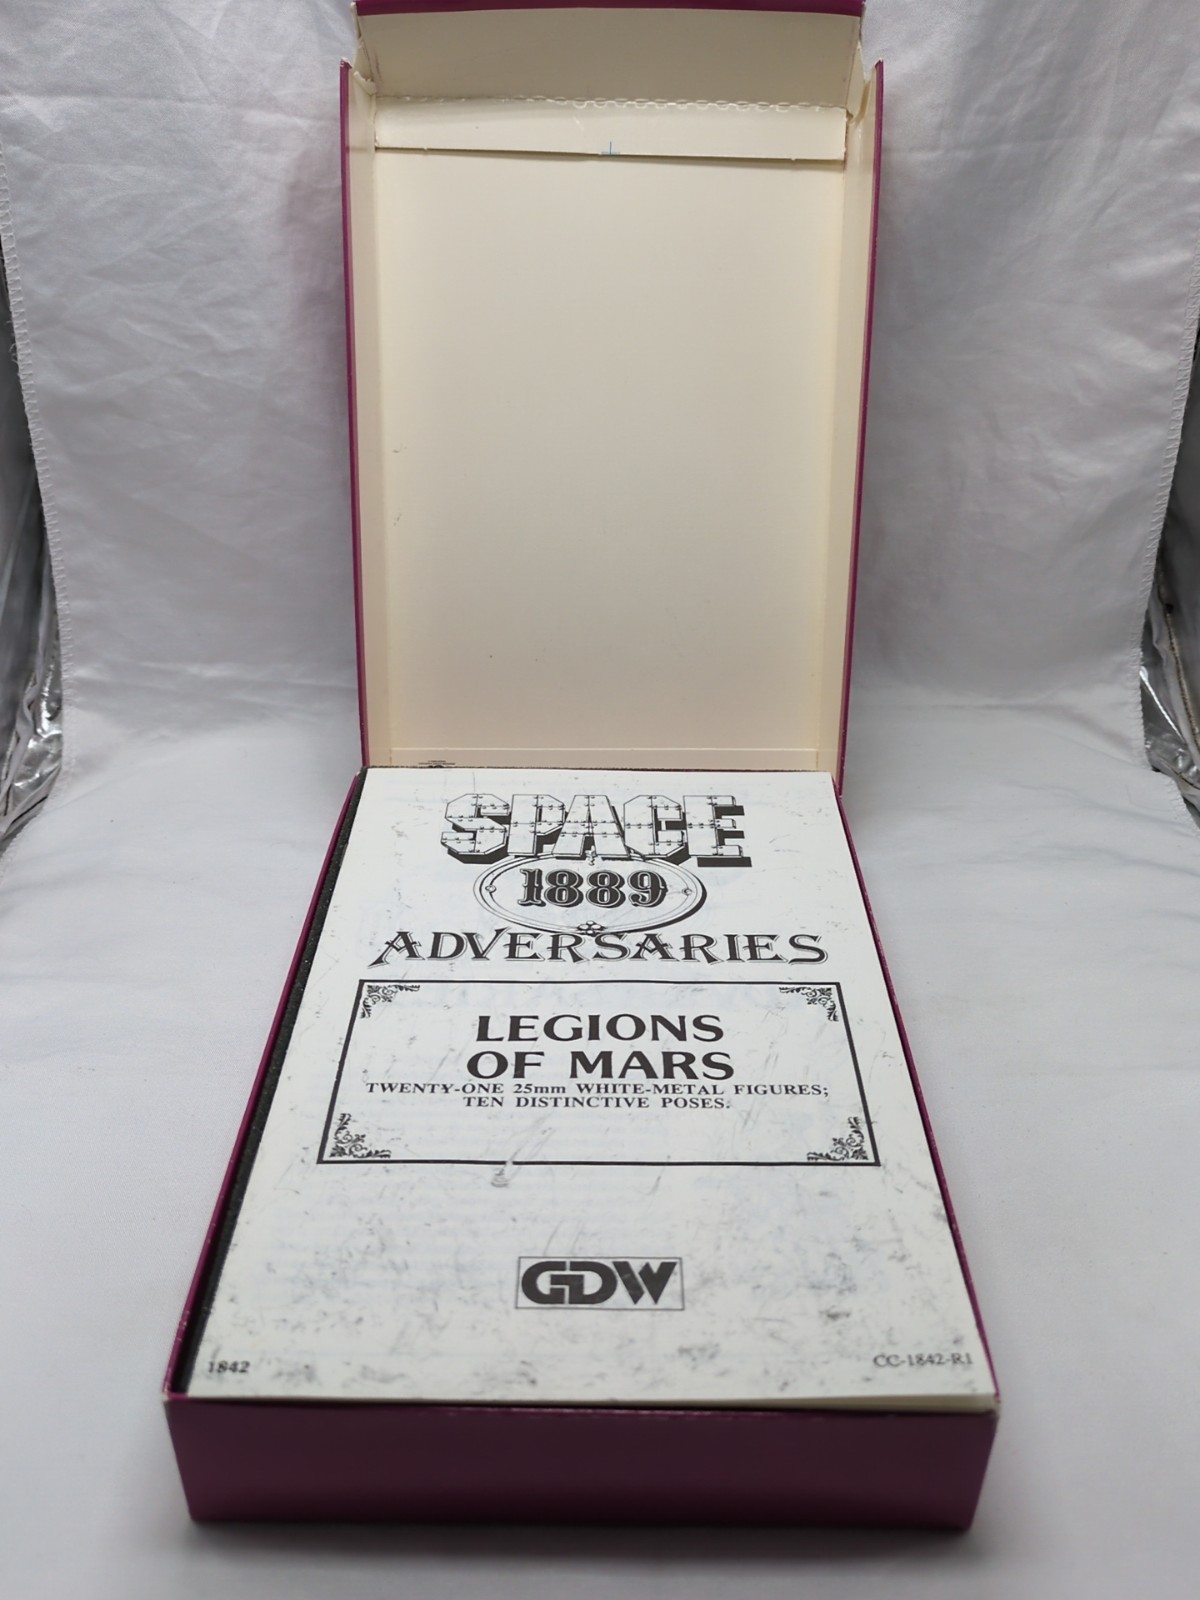 SPACE
1889
ADVERSARIES
LEGIONS
OF MARS
TWENTY-ONE 25mm WHITE-METAL FIGURES;
TEN DISTINCTIVE POSES.
GDW
1842
CC-1842-R1